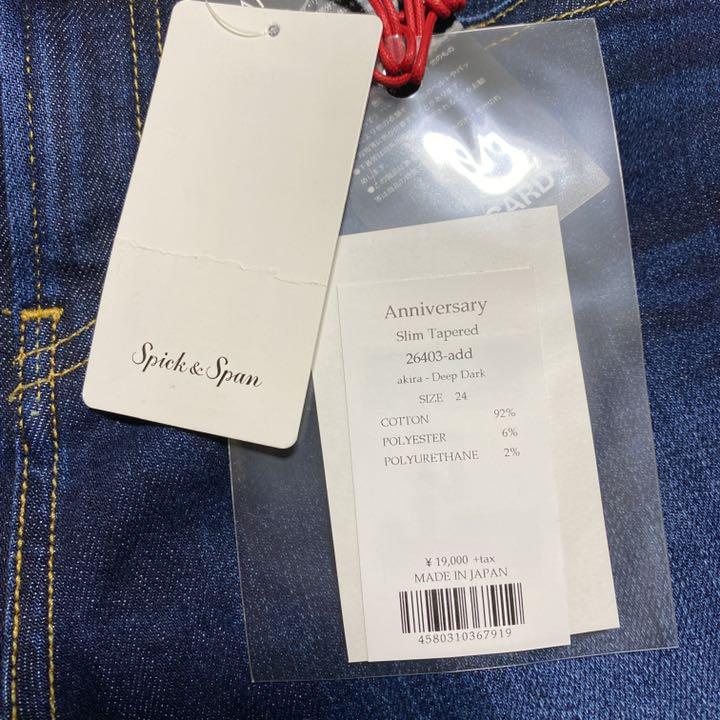 Spick & Span
CARD
Anniversary
Slim Tapered
26403-add
akira - Deep Dark
SIZE 24
COTTON 92%
POLYESTER 6%
POLYURETHANE 2%
¥ 19,000 +tax
MADE IN JAPAN
4580310367919